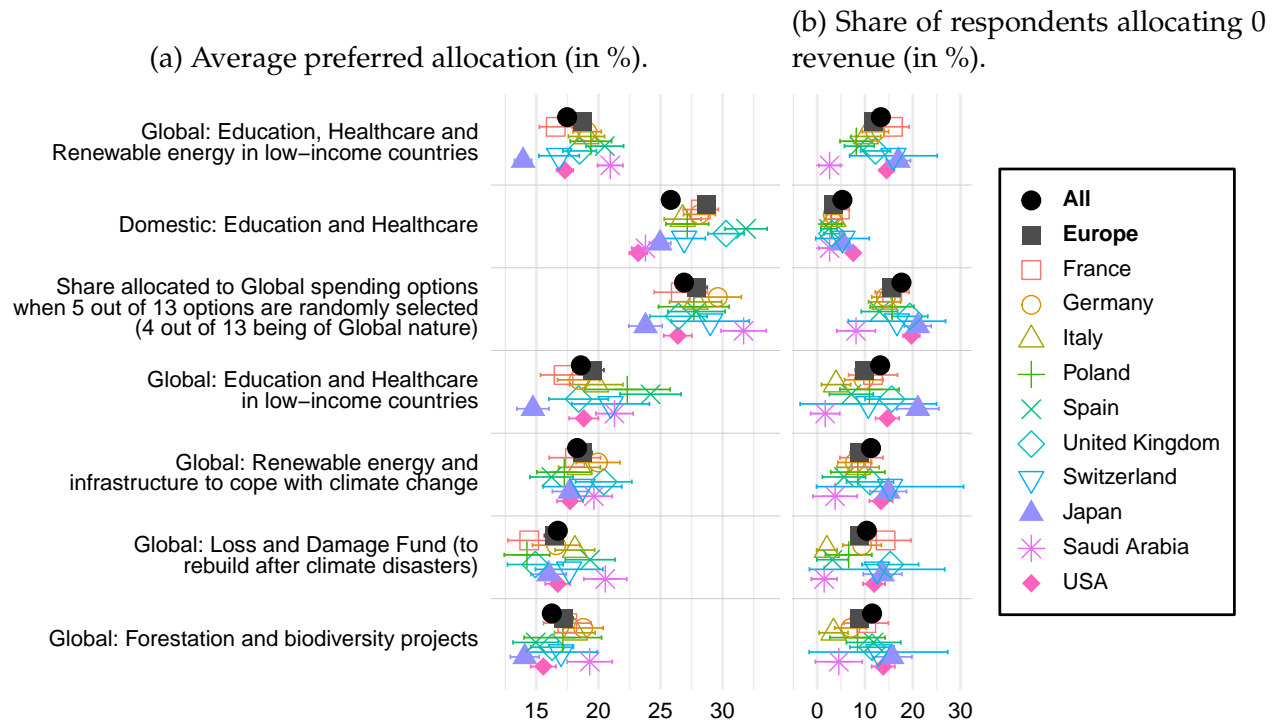 (a) Average preferred allocation (in %).
(b) Share of respondents allocating 0
revenue (in %).
Global: Education, Healthcare and
Renewable energy in low−income countries
Domestic: Education and Healthcare
Share allocated to Global spending options
when 5 out of 13 options are randomly selected
(4 out of 13 being of Global nature)
Global: Education and Healthcare
in low−income countries
Global: Renewable energy and
infrastructure to cope with climate change
Global: Loss and Damage Fund (to
rebuild after climate disasters)
Global: Forestation and biodiversity projects
15 20 25 30
0 10 20 30
All
Europe
France
Germany
Italy
Poland
Spain
United Kingdom
Switzerland
Japan
Saudi Arabia
USA